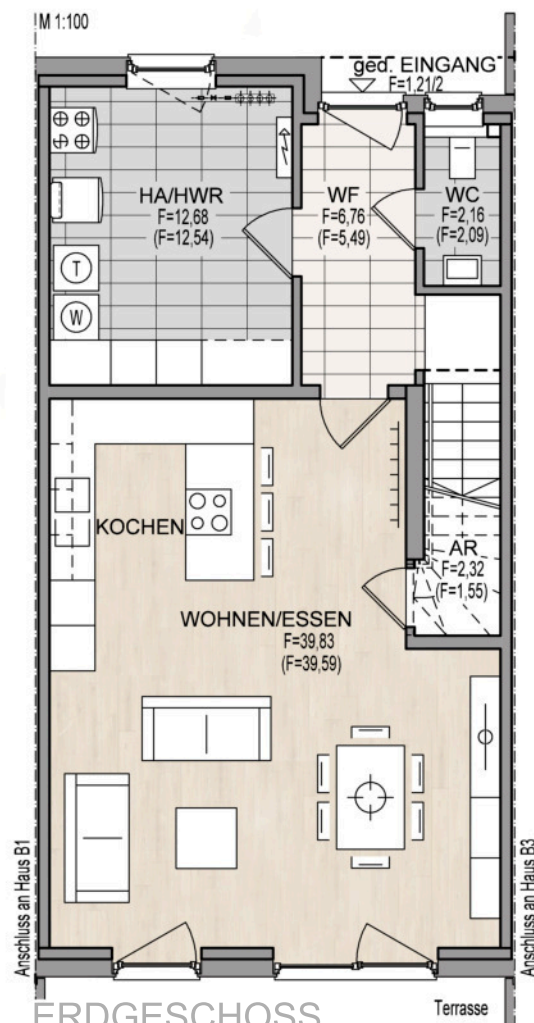 M 1:100
ged. EINGANG
F=1,21/2
HA/HWR
F=12,68
(F=12,54)
WF
F=6,76
(F=5,49)
WC
F=2,16
(F=2,09)
T
W
KOCHEN
AR
F=2,32
(F=1,55)
WOHNEN/ESSEN
F=39,83
(F=39,59)
Anschluss an Haus B1
Anschluss an Haus B3
ERDGESCHOSS
Terrasse